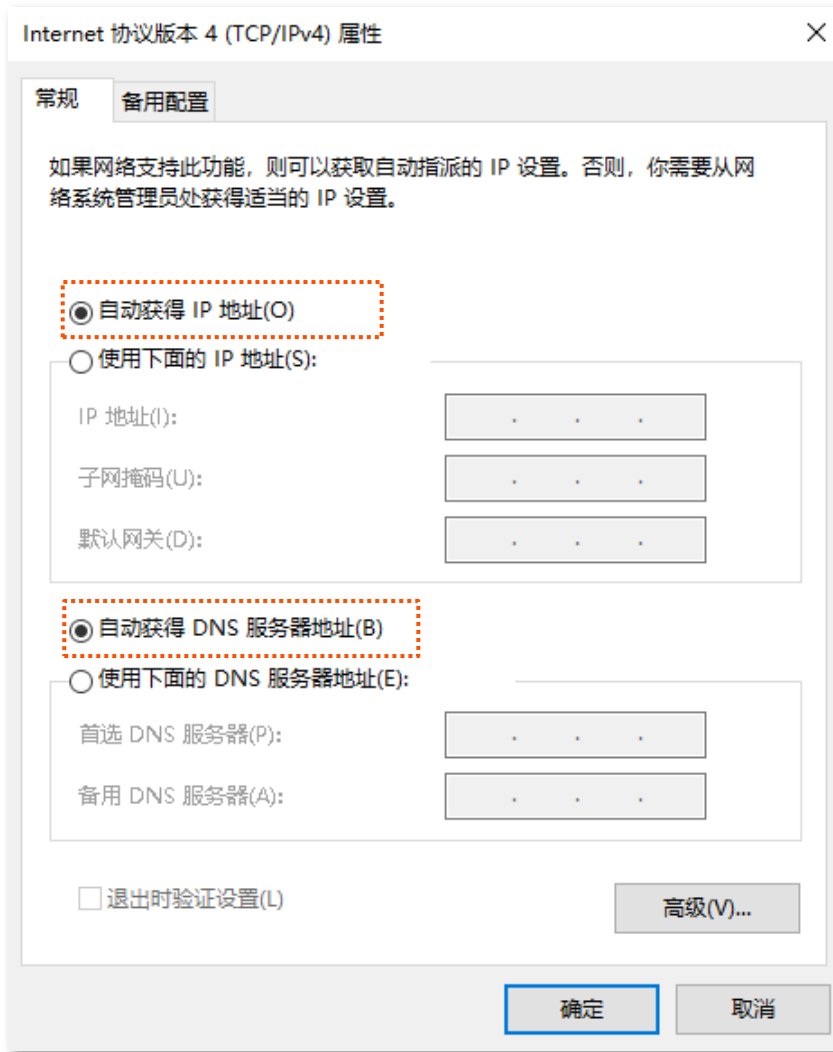 Internet 协议版本 4 (TCP/IPv4) 属性
常规
备用配置
如果网络支持此功能，则可以获取自动指派的 IP 设置。否则，你需要从网
络系统管理员处获得适当的 IP 设置。
自动获得 IP 地址(O)
使用下面的 IP 地址(S):
IP 地址(I):
子网掩码(U):
默认网关(D):
自动获得 DNS 服务器地址(B)
使用下面的 DNS 服务器地址(E):
首选 DNS 服务器(P):
备用 DNS 服务器(A):
退出时验证设置(L)
高级(V)...
确定
取消